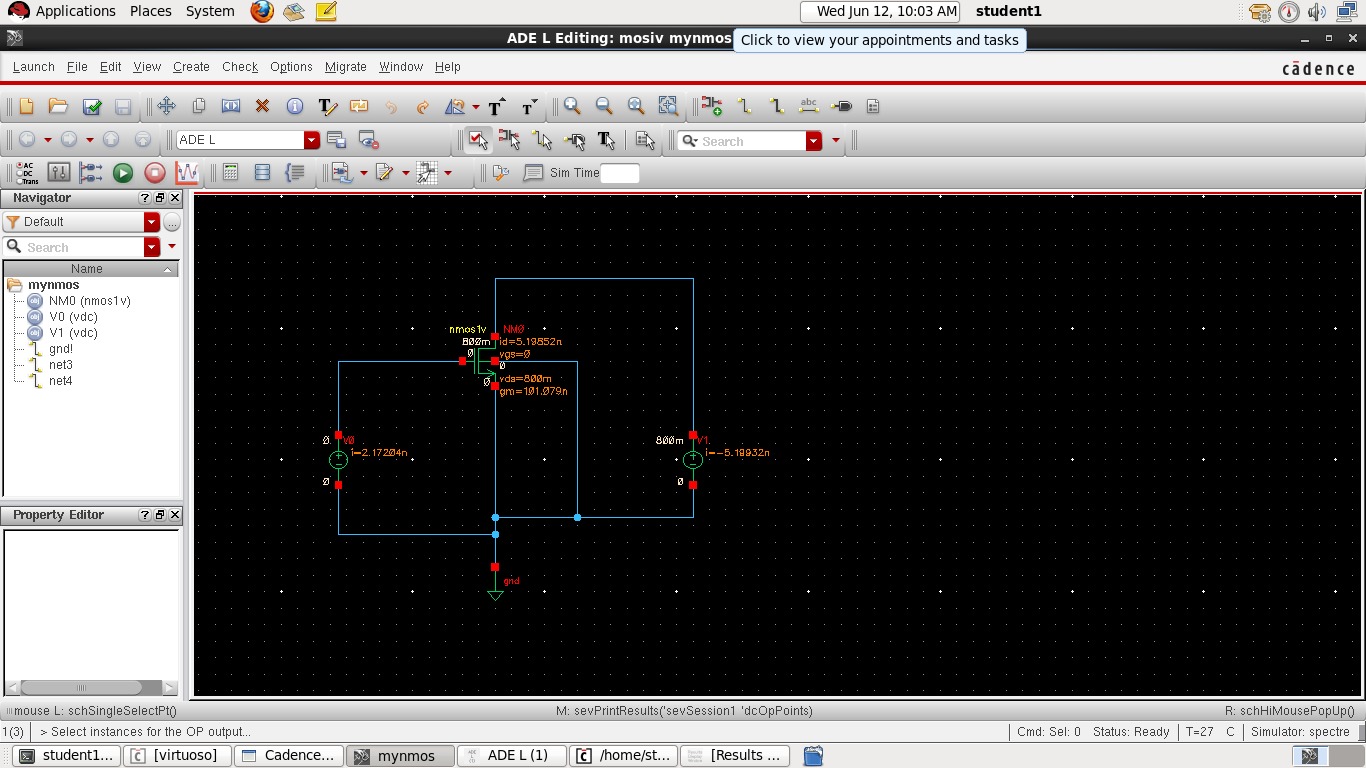 Applications Places System Wed Jun 12, 10:03 AM student1
ADE L Editing: mosiv mynmos
Click to view your appointments and tasks
Launch File Edit View Create Check Options Migrate Window Help cādence
abc
ADE L Search
AC
DC
Trans
Sim Time
Navigator
Default
Search
Name
mynmos
NM0 (nmos1v)
V0 (vdc)
V1 (vdc)
gnd!
net3
net4
Property Editor
nmos1v NM0
800m id=5.19852n
0 vgs=0
0
0 vds=800m
gm=101.079n
0 V0
i=2.17204n
0
800m V1
i=-5.19932n
0
gnd
mouse L: schSingleSelectPt() M: sevPrintResults('sevSession1 'dcOpPoints) R: schHiMousePopUp()
1(3) > Select instances for the OP output... Cmd: Sel: 0 Status: Ready T=27 C Simulator: spectre
student1... [virtuoso] Cadence... mynmos ADE L (1) /home/st... [Results ...